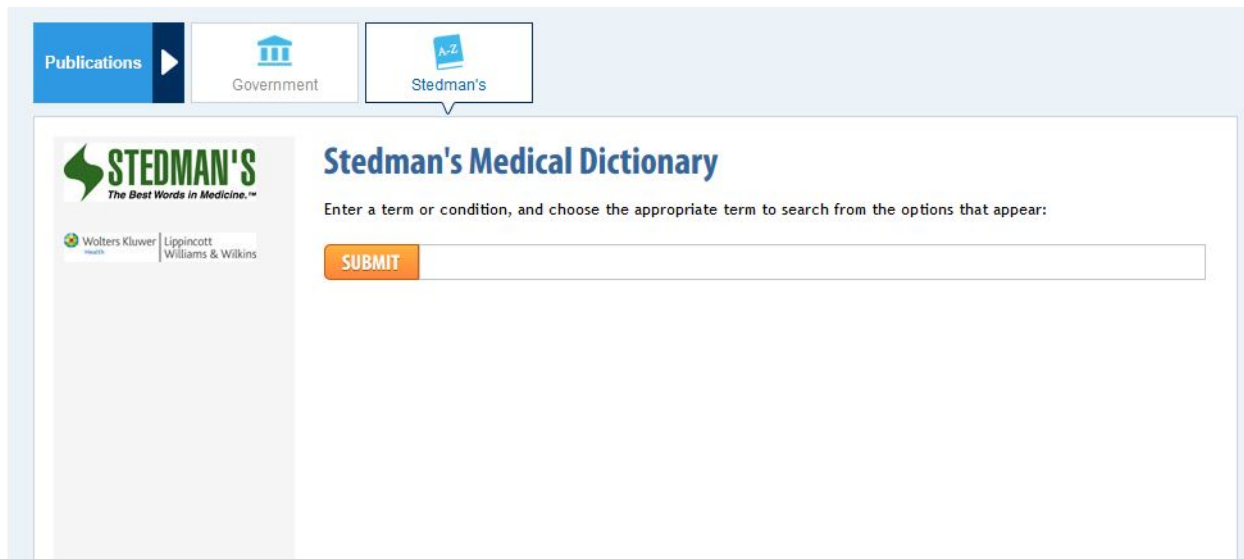 Publications
Government
A-Z
Stedman's
STEDMAN'S
The Best Words in Medicine.™
Wolters Kluwer
Health
Lippincott
Williams & Wilkins
Stedman's Medical Dictionary
Enter a term or condition, and choose the appropriate term to search from the options that appear:
SUBMIT